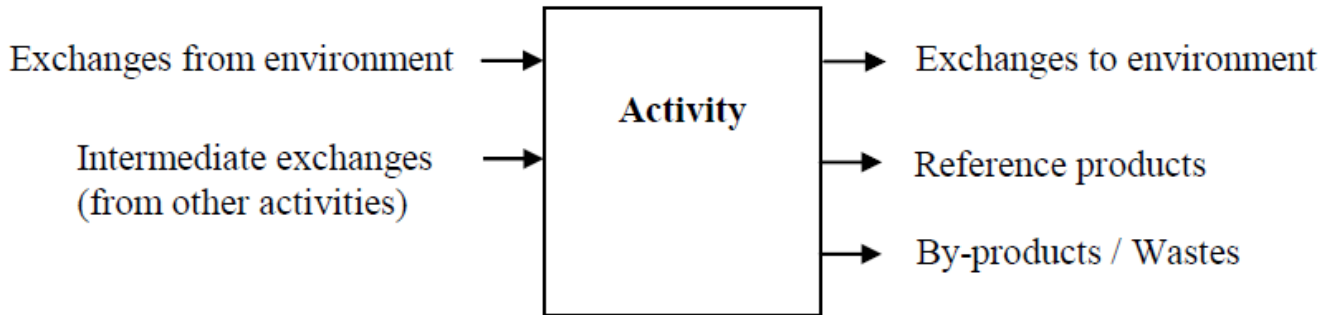 Exchanges from environment
Intermediate exchanges
(from other activities)
Activity
Exchanges to environment
Reference products
By-products / Wastes